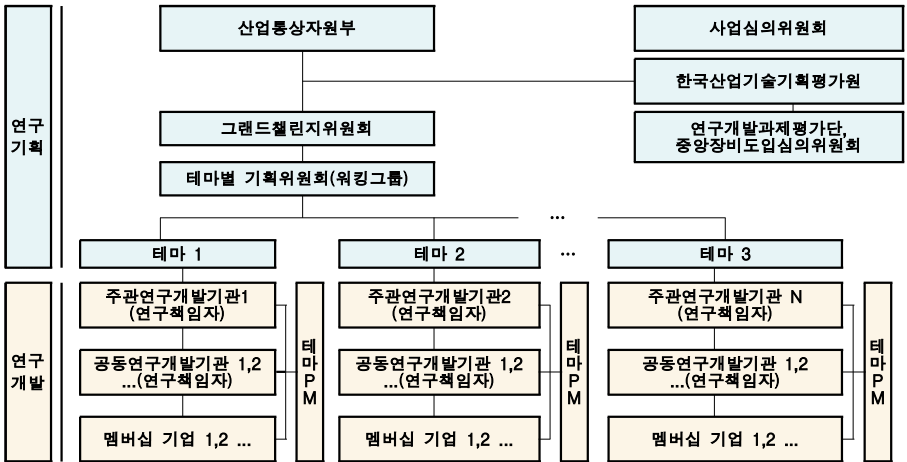 산업통상자원부
사업심의위원회
한국산업기술기획평가원
연구
기획
그랜드챌린지위원회
연구개발과제평가단,
중앙장비도입심의위원회
테마별 기획위원회(워킹그룹)
...
테마 1
테마 2
...
테마 3
연구
개발
주관연구개발기관1
(연구책임자)
공동연구개발기관 1,2
...(연구책임자)
멤버십 기업 1,2 ...
테
마
P
M
주관연구개발기관2
(연구책임자)
공동연구개발기관 1,2
...(연구책임자)
멤버십 기업 1,2 ...
테
마
P
M
주관연구개발기관 N
(연구책임자)
공동연구개발기관 1,2
...(연구책임자)
멤버십 기업 1,2 ...
테
마
P
M